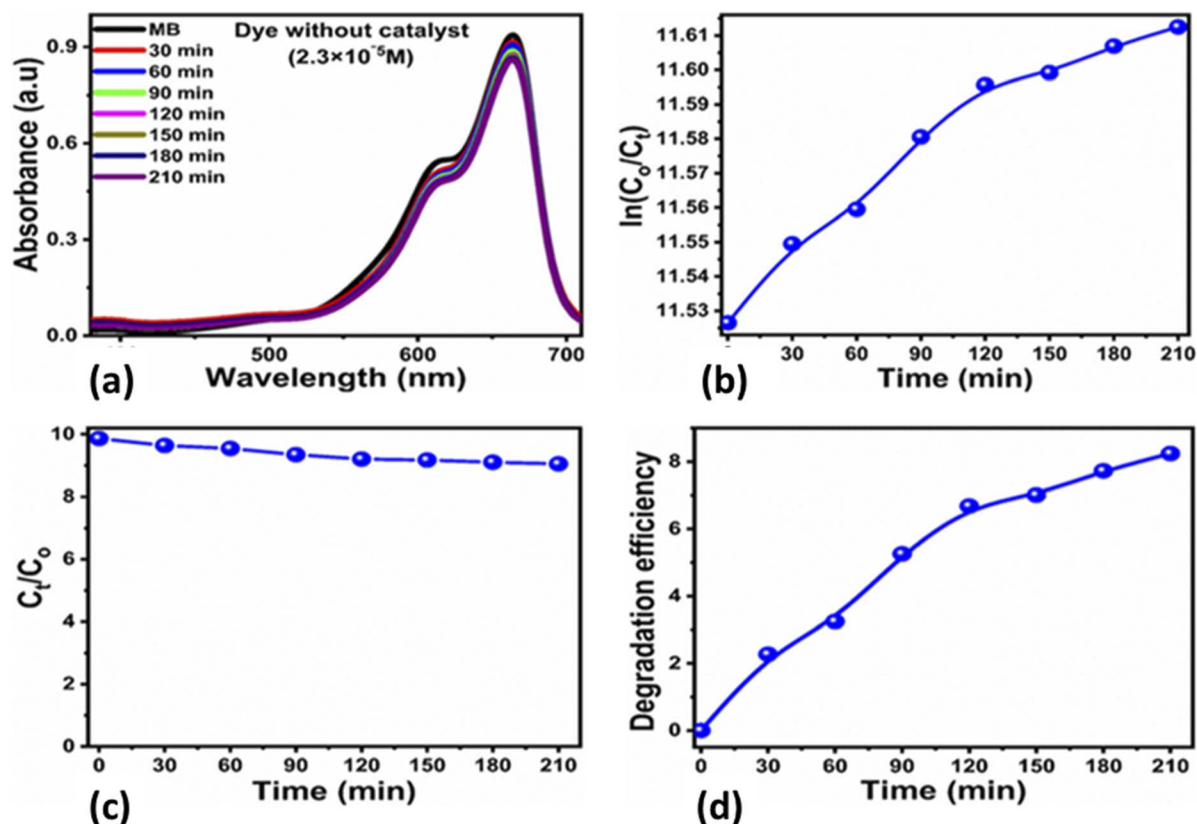 MB
30 min
60 min
90 min
120 min
150 min
180 min
210 min
Dye without catalyst
(2.3×10⁻⁵M)
0.9
0.6
0.3
0.0
Absorbance (a.u)
500 600 700
Wavelength (nm)
(a)
11.61
11.60
11.59
11.58
11.57
11.56
11.55
11.54
11.53
ln(C₀/Cₜ)
30 60 90 120 150 180 210
Time (min)
(b)
10
8
6
4
2
0
Cₜ/C₀
0 30 60 90 120 150 180 210
Time (min)
(c)
8
6
4
2
0
Degradation efficiency
0 30 60 90 120 150 180 210
Time (min)
(d)